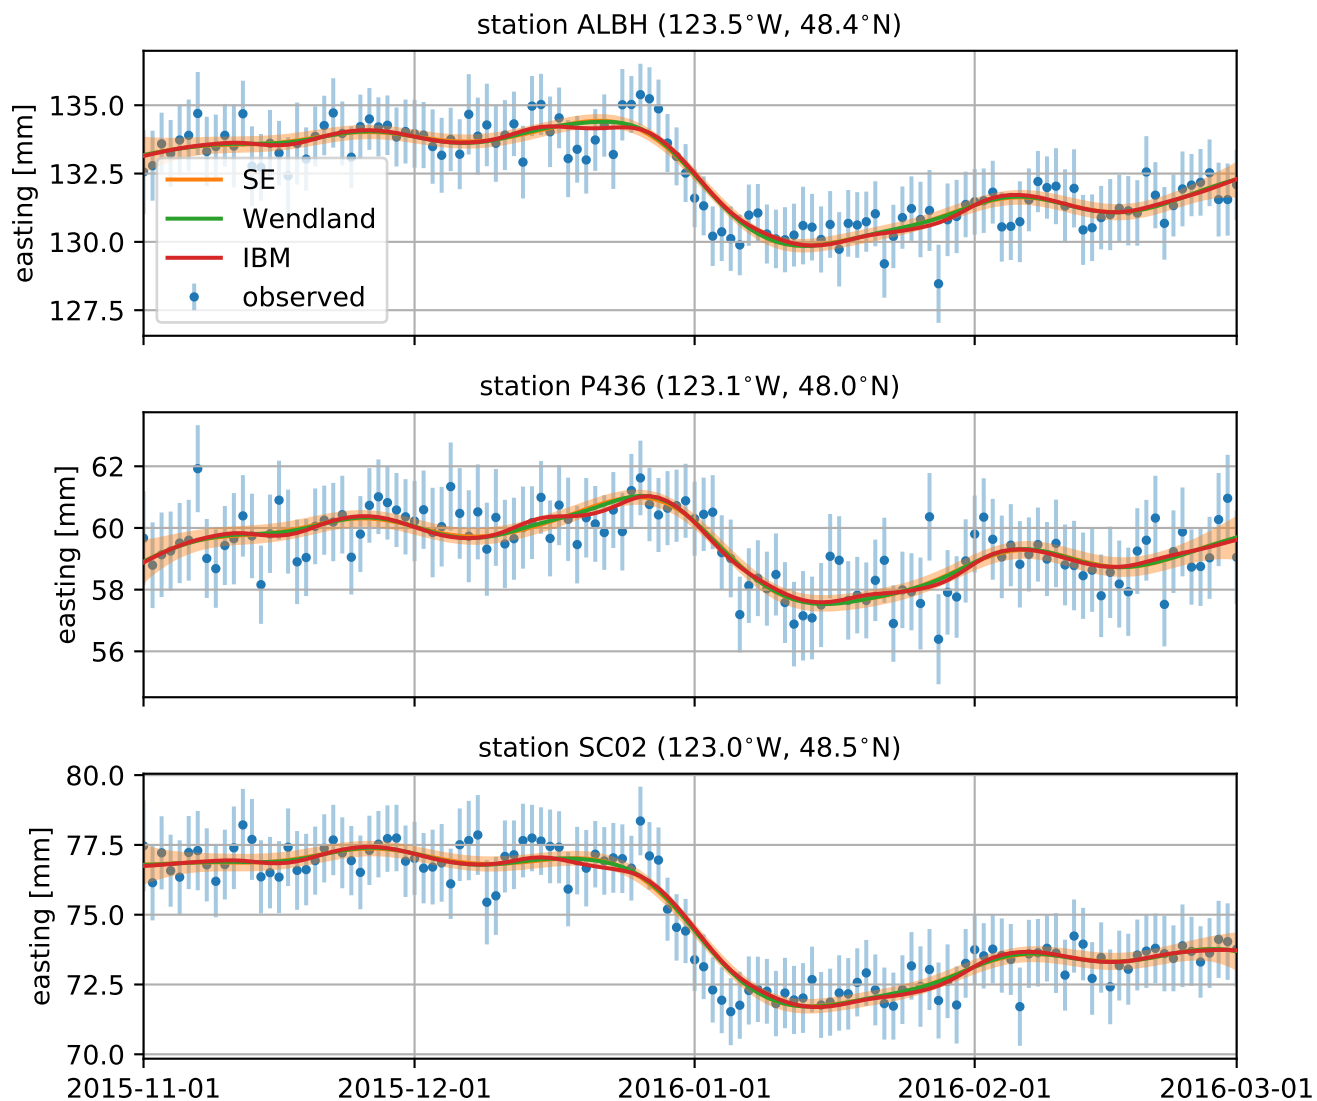 station ALBH (123.5°W, 48.4°N)
easting [mm]
135.0
132.5
130.0
127.5
SE
Wendland
IBM
observed
station P436 (123.1°W, 48.0°N)
easting [mm]
62
60
58
56
station SC02 (123.0°W, 48.5°N)
easting [mm]
80.0
77.5
75.0
72.5
70.0
2015-11-01 2015-12-01 2016-01-01 2016-02-01 2016-03-01